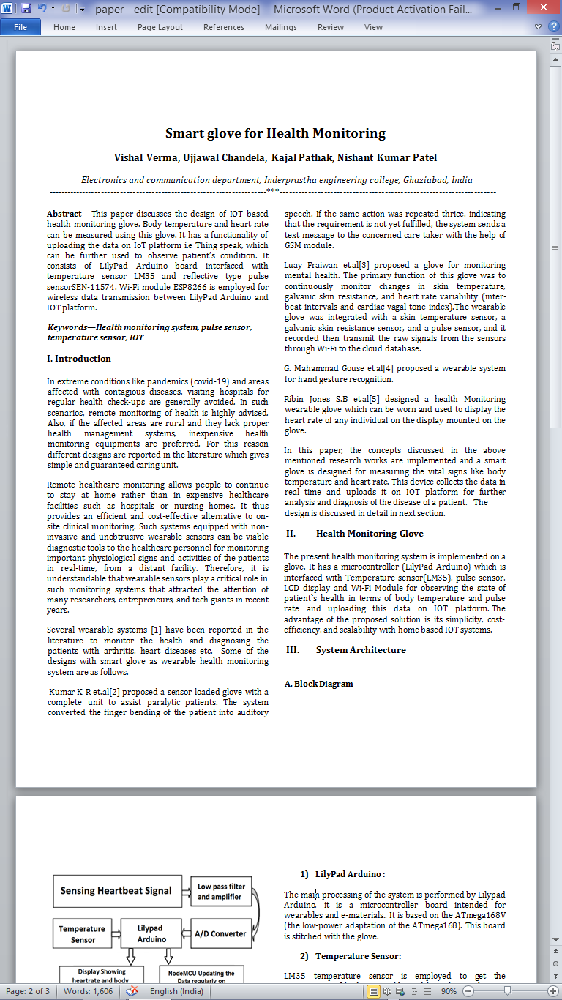 paper - edit [Compatibility Mode] - Microsoft Word (Product Activation Fail...
File Home Insert Page Layout References Mailings Review View
Smart glove for Health Monitoring
Vishal Verma, Ujjawal Chandela, Kajal Pathak, Nishant Kumar Patel
Electronics and communication department, Inderprastha engineering college, Ghaziabad, India
------------------------------------------------------------------***------------------------------------------------------------------
-
Abstract - This paper discusses the design of IOT based
health monitoring glove. Body temperature and heart rate
can be measured using this glove. It has a functionality of
uploading the data on IoT platform i.e Thing speak, which
can be further used to observe patient's condition. It
consists of LilyPad Arduino board interfaced with
temperature sensor LM35 and reflective type pulse
sensorSEN-11574. Wi-Fi module ESP8266 is employed for
wireless data transmission between LilyPad Arduino and
IOT platform.
Keywords—Health monitoring system, pulse sensor,
temperature sensor, IOT
I. Introduction
In extreme conditions like pandemics (covid-19) and areas
affected with contagious diseases, visiting hospitals for
regular health check-ups are generally avoided. In such
scenarios, remote monitoring of health is highly advised.
Also, if the affected areas are rural and they lack proper
health management systems, inexpensive health
monitoring equipments are preferred. For this reason
different designs are reported in the literature which gives
simple and guaranteed caring unit.
Remote healthcare monitoring allows people to continue
to stay at home rather than in expensive healthcare
facilities such as hospitals or nursing homes. It thus
provides an efficient and cost-effective alternative to on-
site clinical monitoring. Such systems equipped with non-
invasive and unobtrusive wearable sensors can be viable
diagnostic tools to the healthcare personnel for monitoring
important physiological signs and activities of the patients
in real-time, from a distant facility. Therefore, it is
understandable that wearable sensors play a critical role in
such monitoring systems that attracted the attention of
many researchers, entrepreneurs, and tech giants in recent
years.
Several wearable systems [1] have been reported in the
literature to monitor the health and diagnosing the
patients with arthritis, heart diseases etc. Some of the
designs with smart glove as wearable health monitoring
system are as follows.
Kumar K R et.al[2] proposed a sensor loaded glove with a
complete unit to assist paralytic patients. The system
converted the finger bending of the patient into auditory
speech. If the same action was repeated thrice, indicating
that the requirement is not yet fulfilled, the system sends a
text message to the concerned care taker with the help of
GSM module.
Luay Fraiwan et.al[3] proposed a glove for monitoring
mental health. The primary function of this glove was to
continuously monitor changes in skin temperature,
galvanic skin resistance, and heart rate variability (inter-
beat-intervals and cardiac vagal tone index).The wearable
glove was integrated with a skin temperature sensor, a
galvanic skin resistance sensor, and a pulse sensor, and it
recorded then transmit the raw signals from the sensors
through Wi-Fi to the cloud database.
G. Mahammad Gouse et.al[4] proposed a wearable system
for hand gesture recognition.
Ribin Jones S.B et.al[5] designed a health Monitoring
wearable glove which can be worn and used to display the
heart rate of any individual on the display mounted on the
glove.
In this paper, the concepts discussed in the above
mentioned research works are implemented and a smart
glove is designed for measuring the vital signs like body
temperature and heart rate. This device collects the data in
real time and uploads it on IOT platform for further
analysis and diagnosis of the disease of a patient. The
design is discussed in detail in next section.
II. Health Monitoring Glove
The present health monitoring system is implemented on a
glove. It has a microcontroller (LilyPad Arduino) which is
interfaced with Temperature sensor(LM35), pulse sensor,
LCD display and Wi-Fi Module for observing the state of
patient`s health in terms of body temperature and pulse
rate and uploading this data on IOT platform. The
advantage of the proposed solution is its simplicity, cost-
efficiency, and scalability with home based IOT systems.
III. System Architecture
A. Block Diagram
Sensing Heartbeat Signal
Low pass filter
and amplifier
Temperature
Sensor
Lilypad
Arduino
A/D Converter
Display Showing
heartrate and body
NodeMCU Updating the
Data regularly on
1) LilyPad Arduino :
The main processing of the system is performed by Lilypad
Arduino, it is a microcontroller board intended for
wearables and e-materials.. It is based on the ATmega168V
(the low-power adaptation of the ATmega168). This board
is stitched with the glove.
2) Temperature Sensor:
LM35 temperature sensor is employed to get the
Page: 2 of 3 Words: 1,606 English (India) 90%